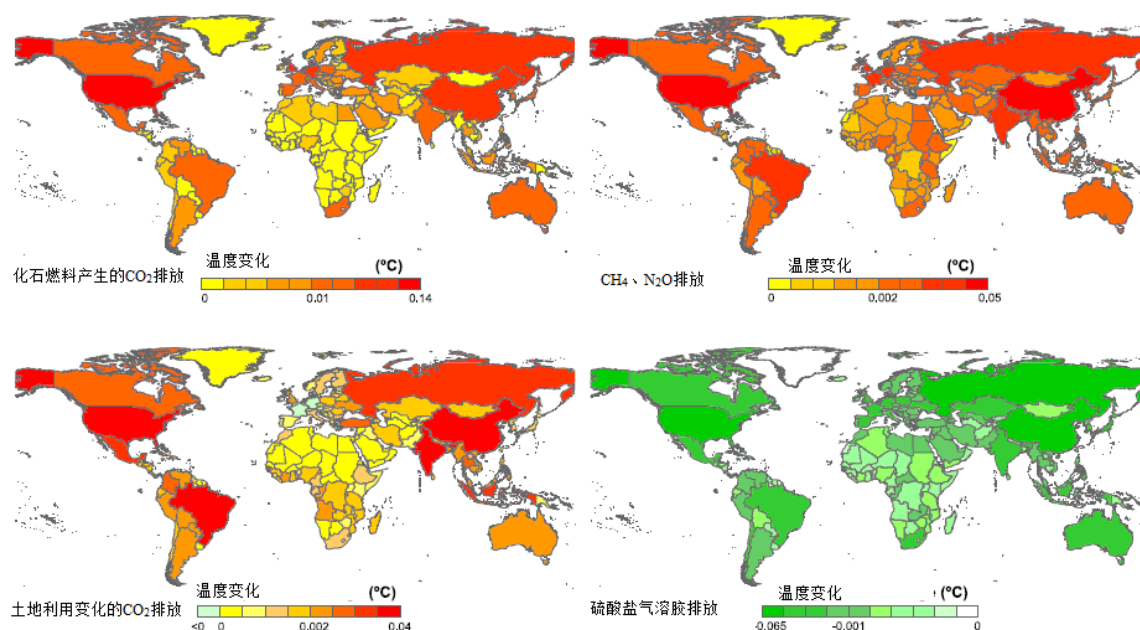 温度变化 (ºC)
化石燃料产生的CO₂排放
0 0.01 0.14
温度变化 (ºC)
CH₄、N₂O排放
0 0.002 0.05
温度变化 (ºC)
土地利用变化的CO₂排放
<0 0 0.002 0.04
温度变化 (ºC)
硫酸盐气溶胶排放
-0.065 -0.001 0